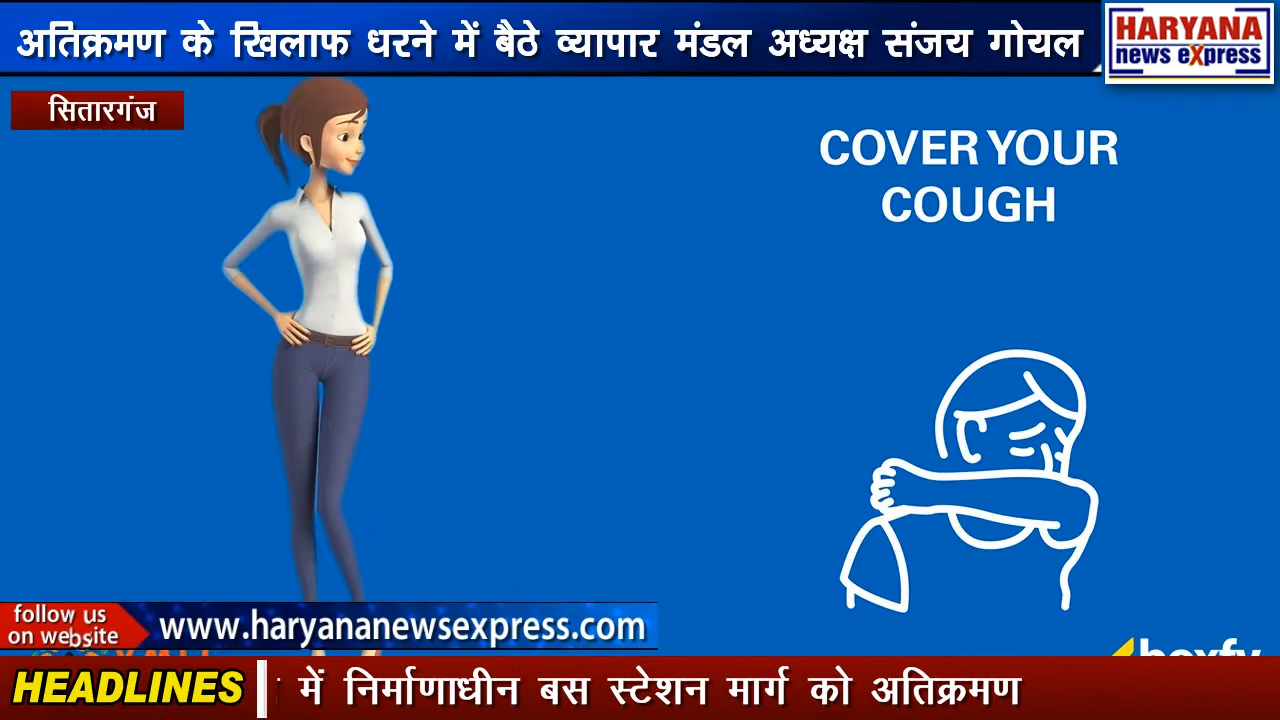 अतिक्रमण के खिलाफ धरने में बैठे व्यापार मंडल अध्यक्ष संजय गोयल
HARYANA
news eXpress
सितारगंज
COVER YOUR
COUGH
follow us
on website
www.haryananewsexpress.com
HEADLINES
में निर्माणाधीन बस स्टेशन मार्ग को अतिक्रमण